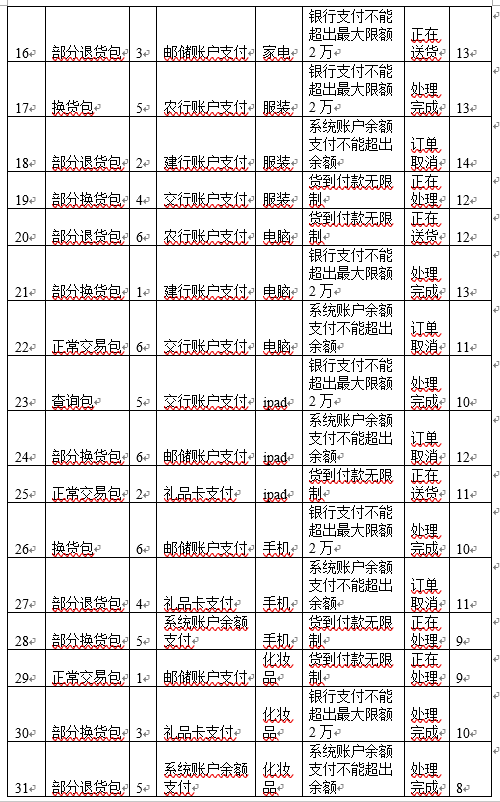 银行支付不能
超出最大限额 正在
16 部分退货包 3 邮储账户支付 家电 2 万 送货 13
银行支付不能
超出最大限额 处理
17 换货包 5 农行账户支付 服装 2 万 完成 13
系统账户余额
支付不能超出 订单
18 部分退货包 2 建行账户支付 服装 余额 取消 14
货到付款无限 正在
19 部分换货包 4 交行账户支付 服装 制 处理 12
货到付款无限 正在
20 部分退货包 6 农行账户支付 电脑 制 送货 12
银行支付不能
超出最大限额 处理
21 部分换货包 1 建行账户支付 电脑 2 万 完成 13
系统账户余额
支付不能超出 订单
22 正常交易包 6 交行账户支付 电脑 余额 取消 11
银行支付不能
超出最大限额 处理
23 查询包 5 交行账户支付 ipad 2 万 完成 10
系统账户余额
支付不能超出 订单
24 部分换货包 6 邮储账户支付 ipad 余额 取消 12
货到付款无限 正在
25 正常交易包 2 礼品卡支付 ipad 制 送货 11
银行支付不能
超出最大限额 处理
26 换货包 6 邮储账户支付 手机 2 万 完成 10
系统账户余额
支付不能超出 订单
27 部分退货包 4 礼品卡支付 手机 余额 取消 11
系统账户余额 货到付款无限 正在
28 部分换货包 5 支付 手机 制 处理 9
化妆 货到付款无限 正在
29 正常交易包 1 邮储账户支付 品 制 处理 9
银行支付不能
化妆 超出最大限额 处理
30 部分换货包 3 礼品卡支付 品 2 万 完成 10
系统账户余额
系统账户余额 化妆 支付不能超出 处理
31 部分退货包 5 支付 品 余额 完成 8